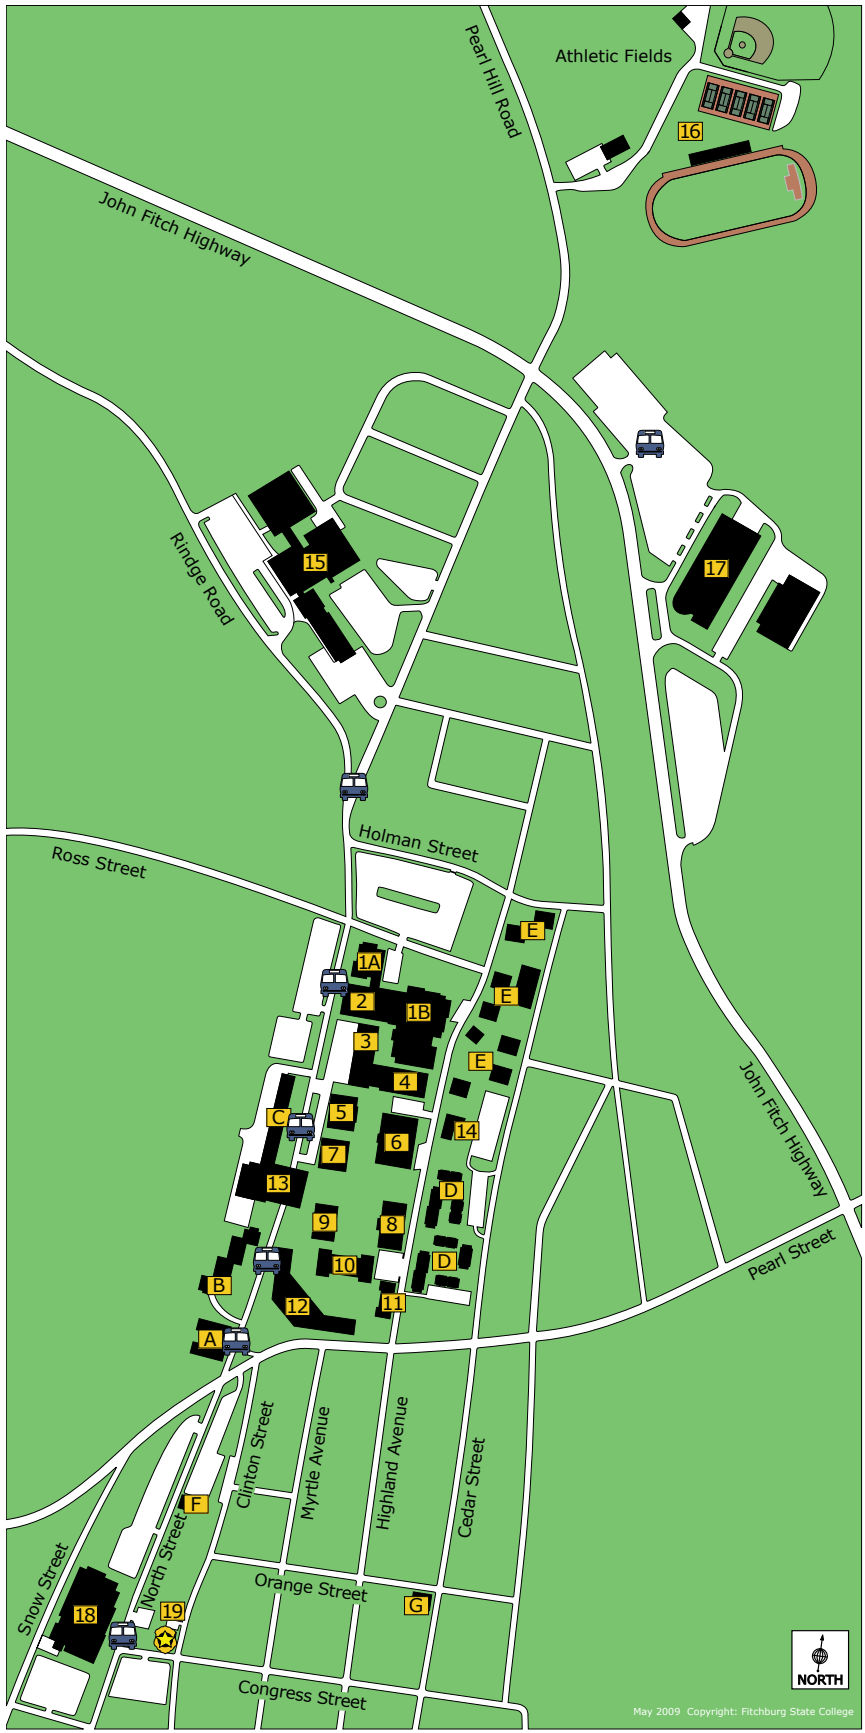 Athletic Fields
Pearl Hill Road
16
John Fitch Highway
15
17
Rindge Road
Holman Street
Ross Street
E
1A
2
1B
E
3
E
4
John Fitch Highway
5
C
14
6
7
13
D
9
8
Pearl Street
10
D
B
12
11
A
Clinton Street
Myrtle Avenue
Highland Avenue
Cedar Street
F
North Street
Snow Street
Orange Street
G
18
19
Congress Street
NORTH
May 2009 Copyright: Fitchburg State College